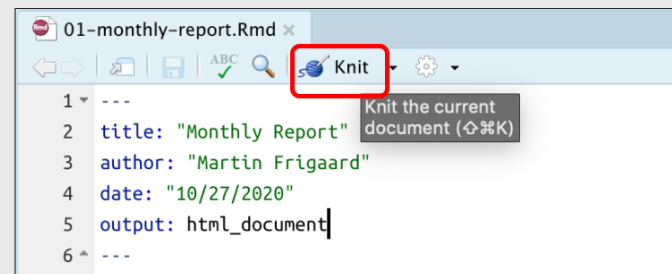 01-monthly-report.Rmd ×
ABC Knit
1 ---
Knit the current
2 title: "Monthly Report"
document (⇧⌘K)
3 author: "Martin Frigaard"
4 date: "10/27/2020"
5 output: html_document
6 ---